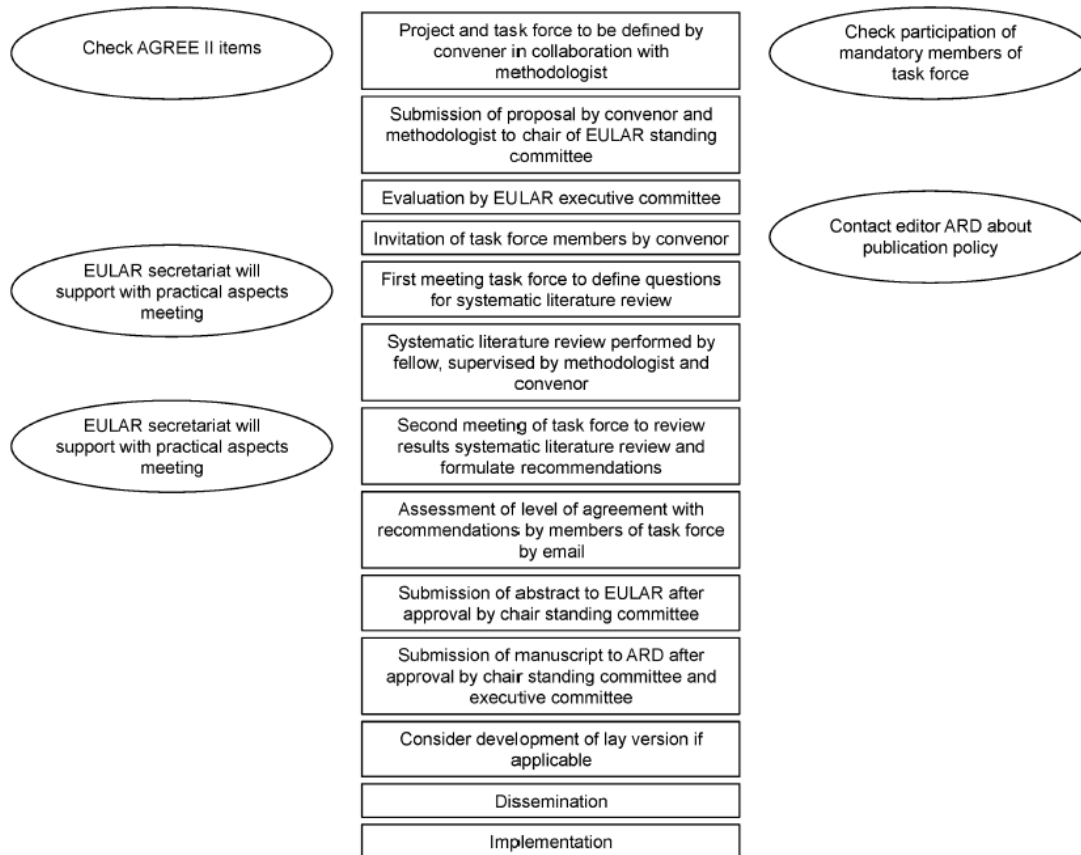 Check AGREE II items
Project and task force to be defined by
convener in collaboration with
methodologist
Check participation of
mandatory members of
task force
Submission of proposal by convenor and
methodologist to chair of EULAR standing
committee
Evaluation by EULAR executive committee
Invitation of task force members by convenor
Contact editor ARD about
publication policy
EULAR secretariat will
support with practical aspects
meeting
First meeting task force to define questions
for systematic literature review
Systematic literature review performed by
fellow, supervised by methodologist and
convenor
EULAR secretariat will
support with practical aspects
meeting
Second meeting of task force to review
results systematic literature review and
formulate recommendations
Assessment of level of agreement with
recommendations by members of task force
by email
Submission of abstract to EULAR after
approval by chair standing committee
Submission of manuscript to ARD after
approval by chair standing committee and
executive committee
Consider development of lay version if
applicable
Dissemination
Implementation